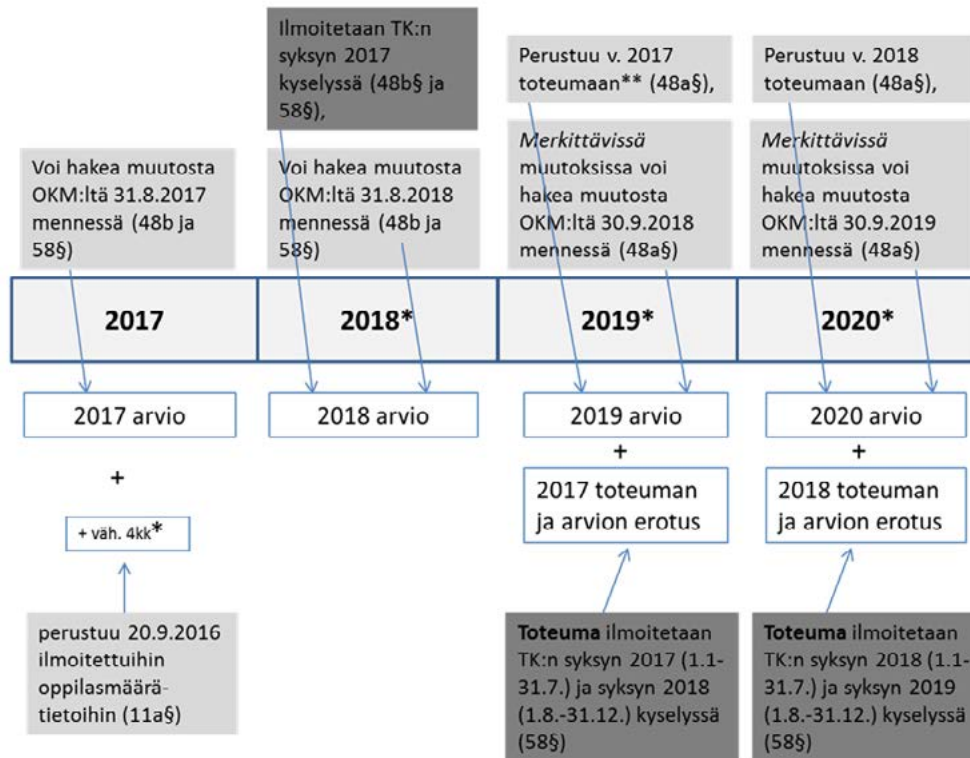 Ilmoitetaan TK:n
syksyn 2017
kyselyssä (48b§ ja
58§),
Perustuu v. 2017
toteumaan** (48a§),
Perustuu v. 2018
toteumaan (48a§),
Voi hakea muutosta
OKM:ltä 31.8.2017
mennessä (48b ja
58§)
Voi hakea muutosta
OKM:ltä 31.8.2018
mennessä (48b ja
58§)
Merkittävissä
muutoksissa voi
hakea muutosta
OKM:ltä 30.9.2018
mennessä (48a§)
Merkittävissä
muutoksissa voi
hakea muutosta
OKM:ltä 30.9.2019
mennessä (48a§)
2017
2018*
2019*
2020*
2017 arvio
2018 arvio
2019 arvio
2020 arvio
+
+
+
+ väh. 4kk*
2017 toteuman
ja arvion erotus
2018 toteuman
ja arvion erotus
perustuu 20.9.2016
ilmoitettuihin
oppilasmäärä-
tietoihin (11a§)
Toteuma ilmoitetaan
TK:n syksyn 2017 (1.1-
31.7.) ja syksyn 2018
(1.8.-31.12.) kyselyssä
(58§)
Toteuma ilmoitetaan
TK:n syksyn 2018 (1.1-
31.7.) ja syksyn 2019
(1.8.-31.12.) kyselyssä
(58§)